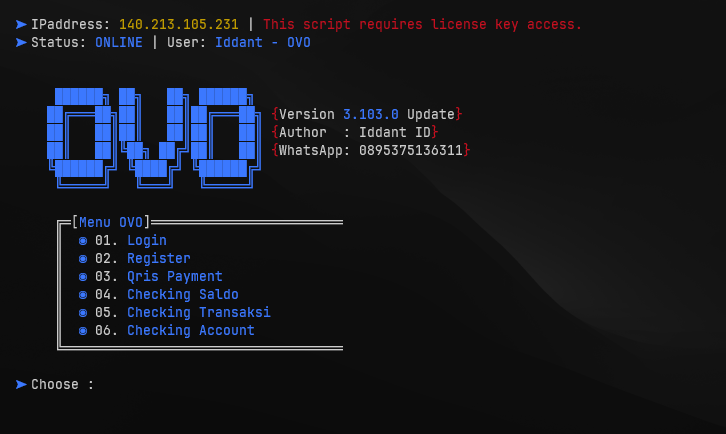 ➤ IPaddress: 140.213.105.231 | This script requires license key access.
➤ Status: ONLINE | User: Iddant - OVO
OVO
{Version 3.103.0 Update}
{Author  : Iddant ID}
{WhatsApp: 0895375136311}
[Menu OVO]
◉ 01. Login
◉ 02. Register
◉ 03. Qris Payment
◉ 04. Checking Saldo
◉ 05. Checking Transaksi
◉ 06. Checking Account
➤ Choose :